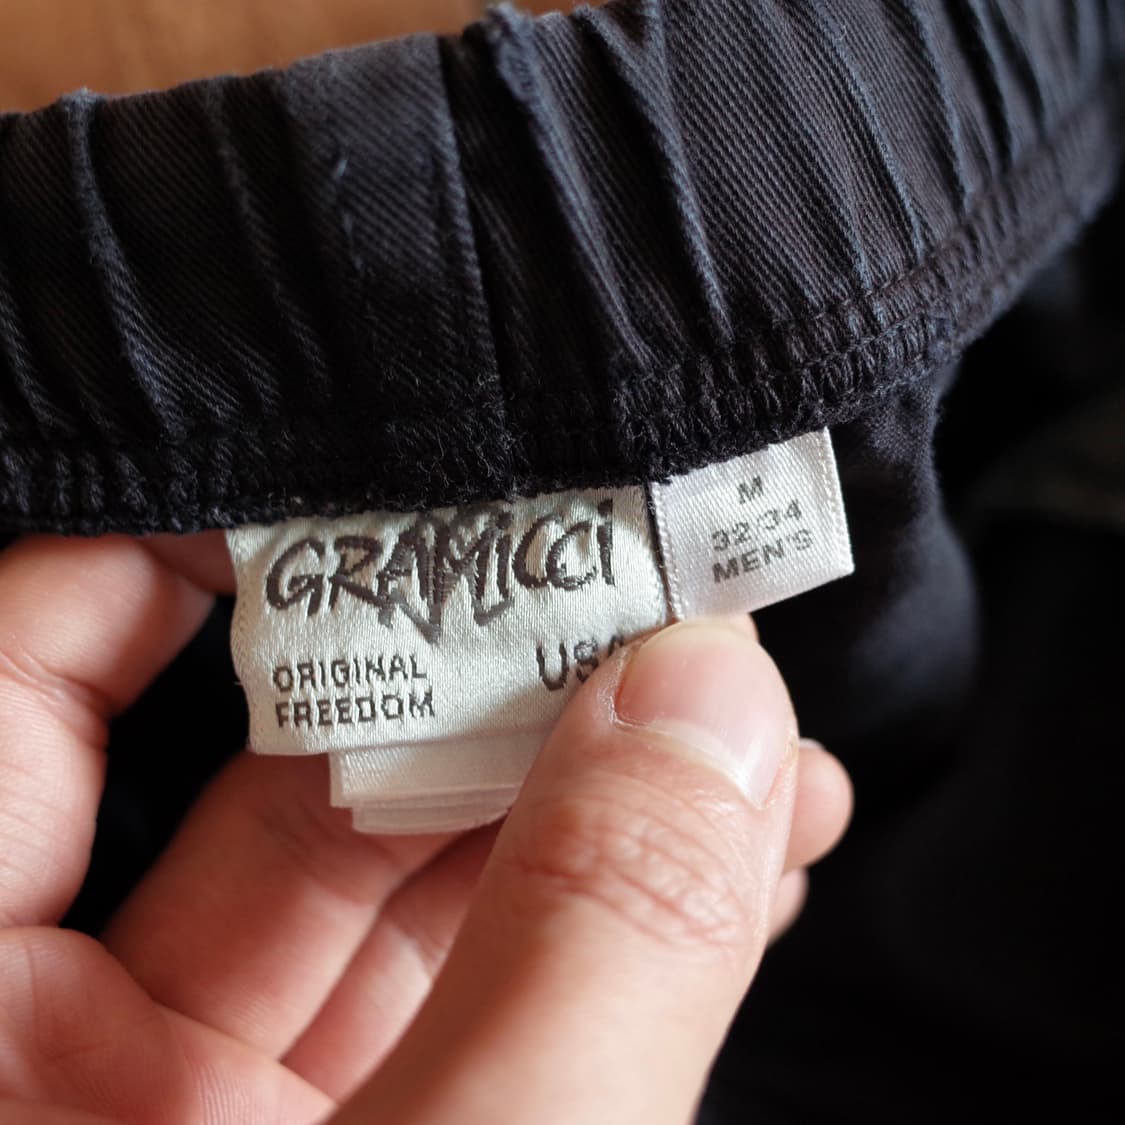 GRAMiCCi
ORIGINAL
FREEDOM
USA
M
32/34
MEN'S